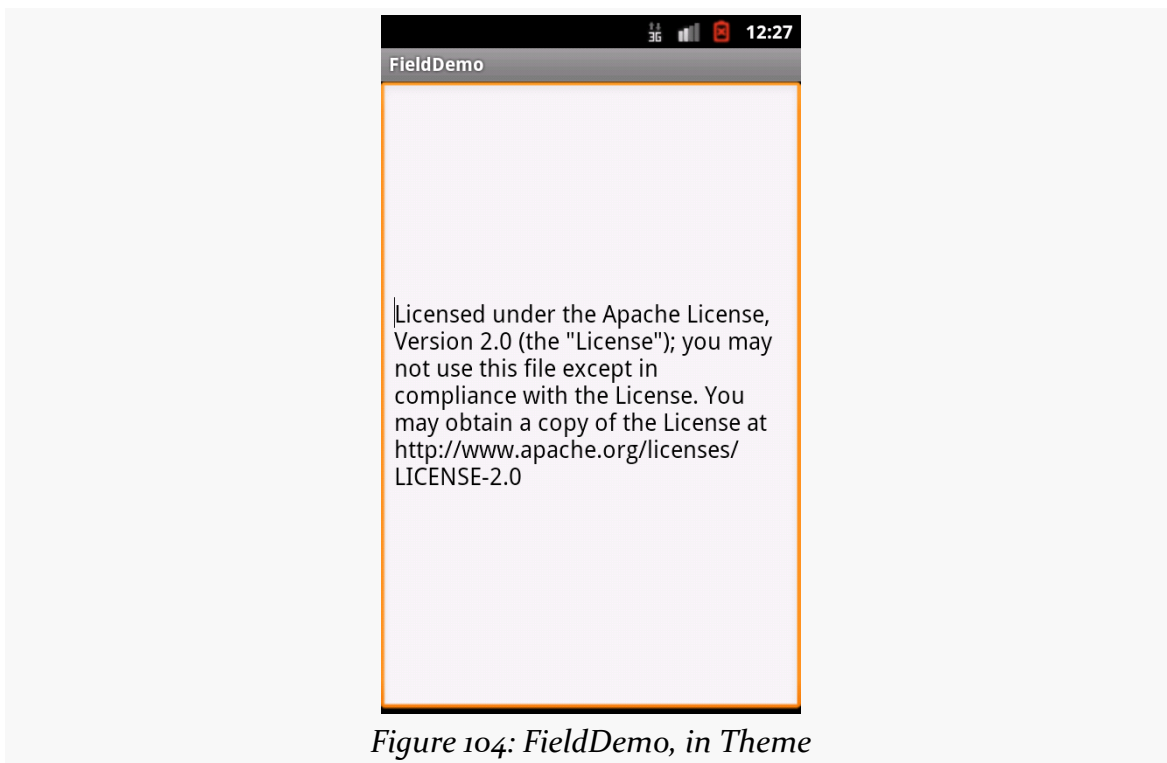 3G 12:27
FieldDemo
Licensed under the Apache License,
Version 2.0 (the "License"); you may
not use this file except in
compliance with the License. You
may obtain a copy of the License at
http://www.apache.org/licenses/
LICENSE-2.0
Figure 104: FieldDemo, in Theme